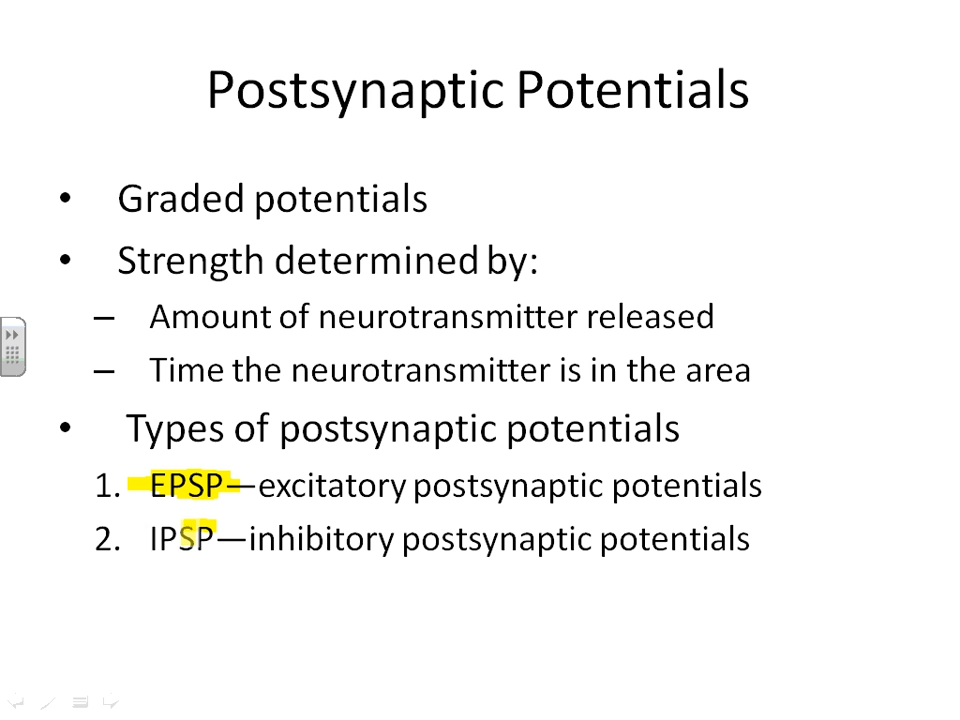 Postsynaptic Potentials
• Graded potentials
• Strength determined by:
– Amount of neurotransmitter released
– Time the neurotransmitter is in the area
• Types of postsynaptic potentials
1. EPSP—excitatory postsynaptic potentials
2. IPSP—inhibitory postsynaptic potentials